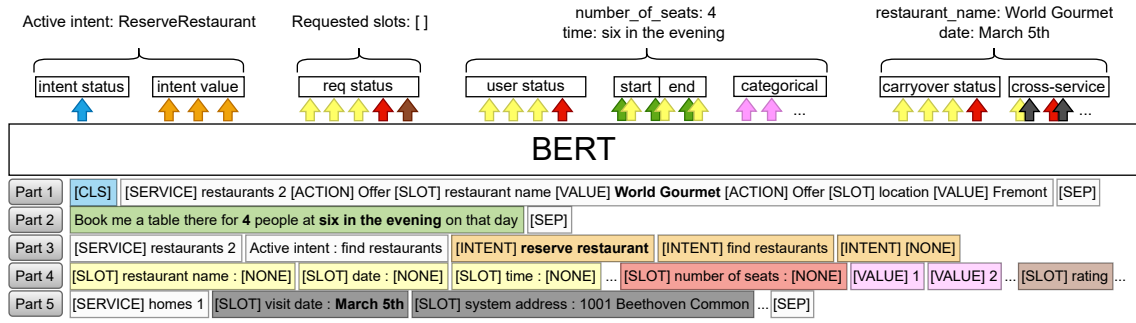 Active intent: ReserveRestaurant
Requested slots: [ ]
number_of_seats: 4
time: six in the evening
restaurant_name: World Gourmet
date: March 5th
intent status intent value req status user status start end categorical ... carryover status cross-service ...
BERT
Part 1 [CLS] [SERVICE] restaurants 2 [ACTION] Offer [SLOT] restaurant name [VALUE] World Gourmet [ACTION] Offer [SLOT] location [VALUE] Fremont [SEP]
Part 2 Book me a table there for 4 people at six in the evening on that day [SEP]
Part 3 [SERVICE] restaurants 2 Active intent : find restaurants [INTENT] reserve restaurant [INTENT] find restaurants [INTENT] [NONE]
Part 4 [SLOT] restaurant name : [NONE] [SLOT] date : [NONE] [SLOT] time : [NONE] ... [SLOT] number of seats : [NONE] [VALUE] 1 [VALUE] 2 ... [SLOT] rating ...
Part 5 [SERVICE] homes 1 [SLOT] visit date : March 5th [SLOT] system address : 1001 Beethoven Common ... [SEP]